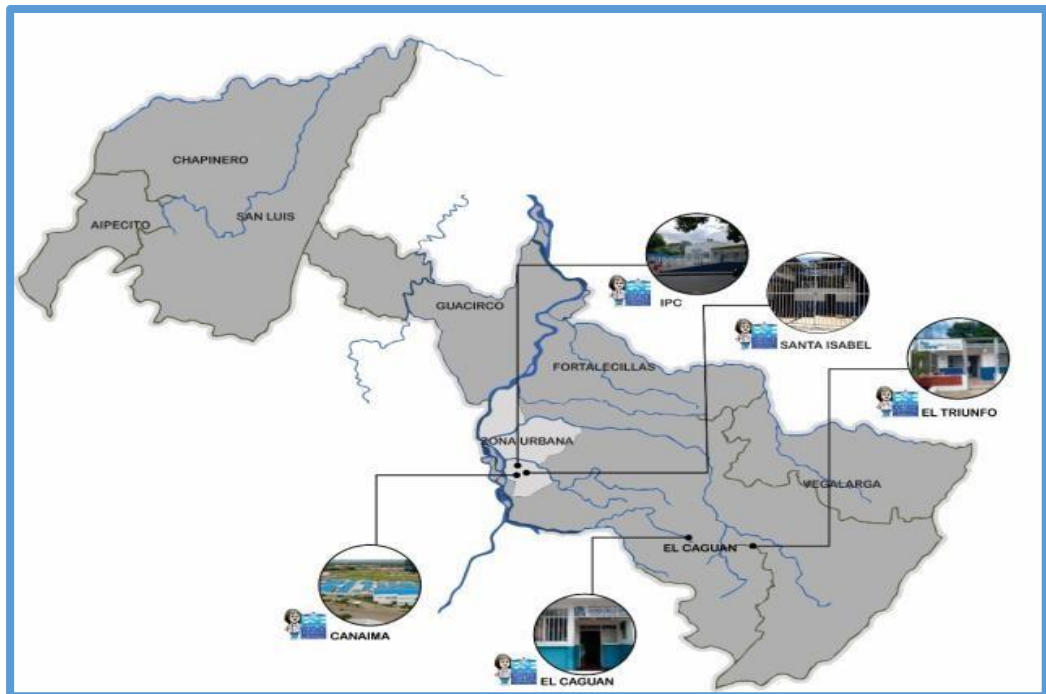 CHAPINERO
SAN LUIS
AIPECITO
GUACIRCO
IPC
SANTA ISABEL
FORTALECILLAS
EL TRIUNFO
ZONA URBANA
VEGALARGA
EL CAGUAN
CANAIMA
EL CAGUAN